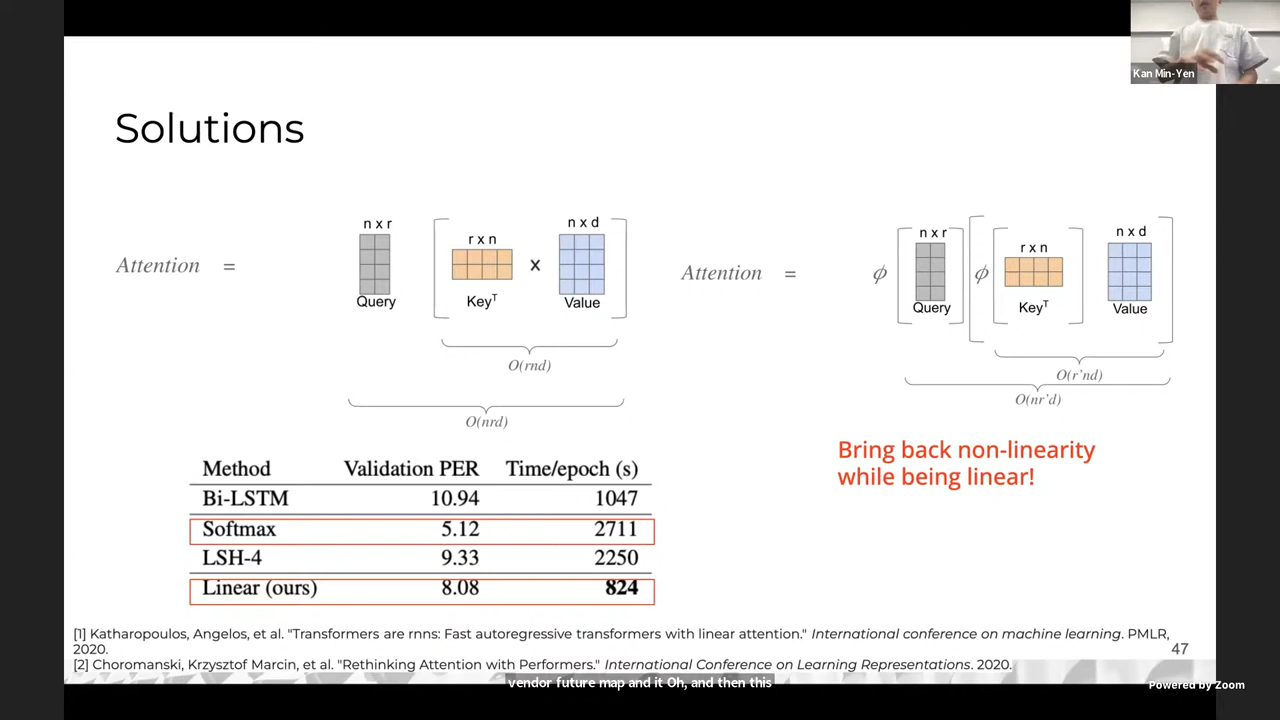 Kan Min-Yen
Solutions
Attention =
n x r
Query
r x n
Key^T
x
n x d
Value
O(rnd)
O(nrd)
Attention =
ϕ
n x r
Query
ϕ
r x n
Key^T
n x d
Value
O(r'nd)
O(nr'd)
Bring back non-linearity
while being linear!
Method Validation PER Time/epoch (s)
Bi-LSTM 10.94 1047
Softmax 5.12 2711
LSH-4 9.33 2250
Linear (ours) 8.08 824
[1] Katharopoulos, Angelos, et al. "Transformers are rnns: Fast autoregressive transformers with linear attention." International conference on machine learning. PMLR,
2020.
[2] Choromanski, Krzysztof Marcin, et al. "Rethinking Attention with Performers." International Conference on Learning Representations. 2020.
47
vendor future map and it Oh, and then this
Powered by Zoom